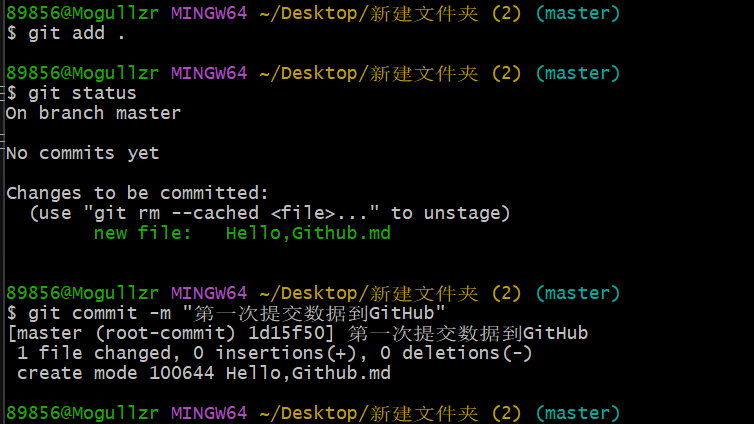 89856@Mogullzr MINGW64 ~/Desktop/新建文件夹 (2) (master)
$ git add .
89856@Mogullzr MINGW64 ~/Desktop/新建文件夹 (2) (master)
$ git status
On branch master
No commits yet
Changes to be committed:
  (use "git rm --cached <file>..." to unstage)
        new file:   Hello,Github.md
89856@Mogullzr MINGW64 ~/Desktop/新建文件夹 (2) (master)
$ git commit -m "第一次提交数据到GitHub"
[master (root-commit) 1d15f50] 第一次提交数据到GitHub
 1 file changed, 0 insertions(+), 0 deletions(-)
 create mode 100644 Hello,Github.md
89856@Mogullzr MINGW64 ~/Desktop/新建文件夹 (2) (master)